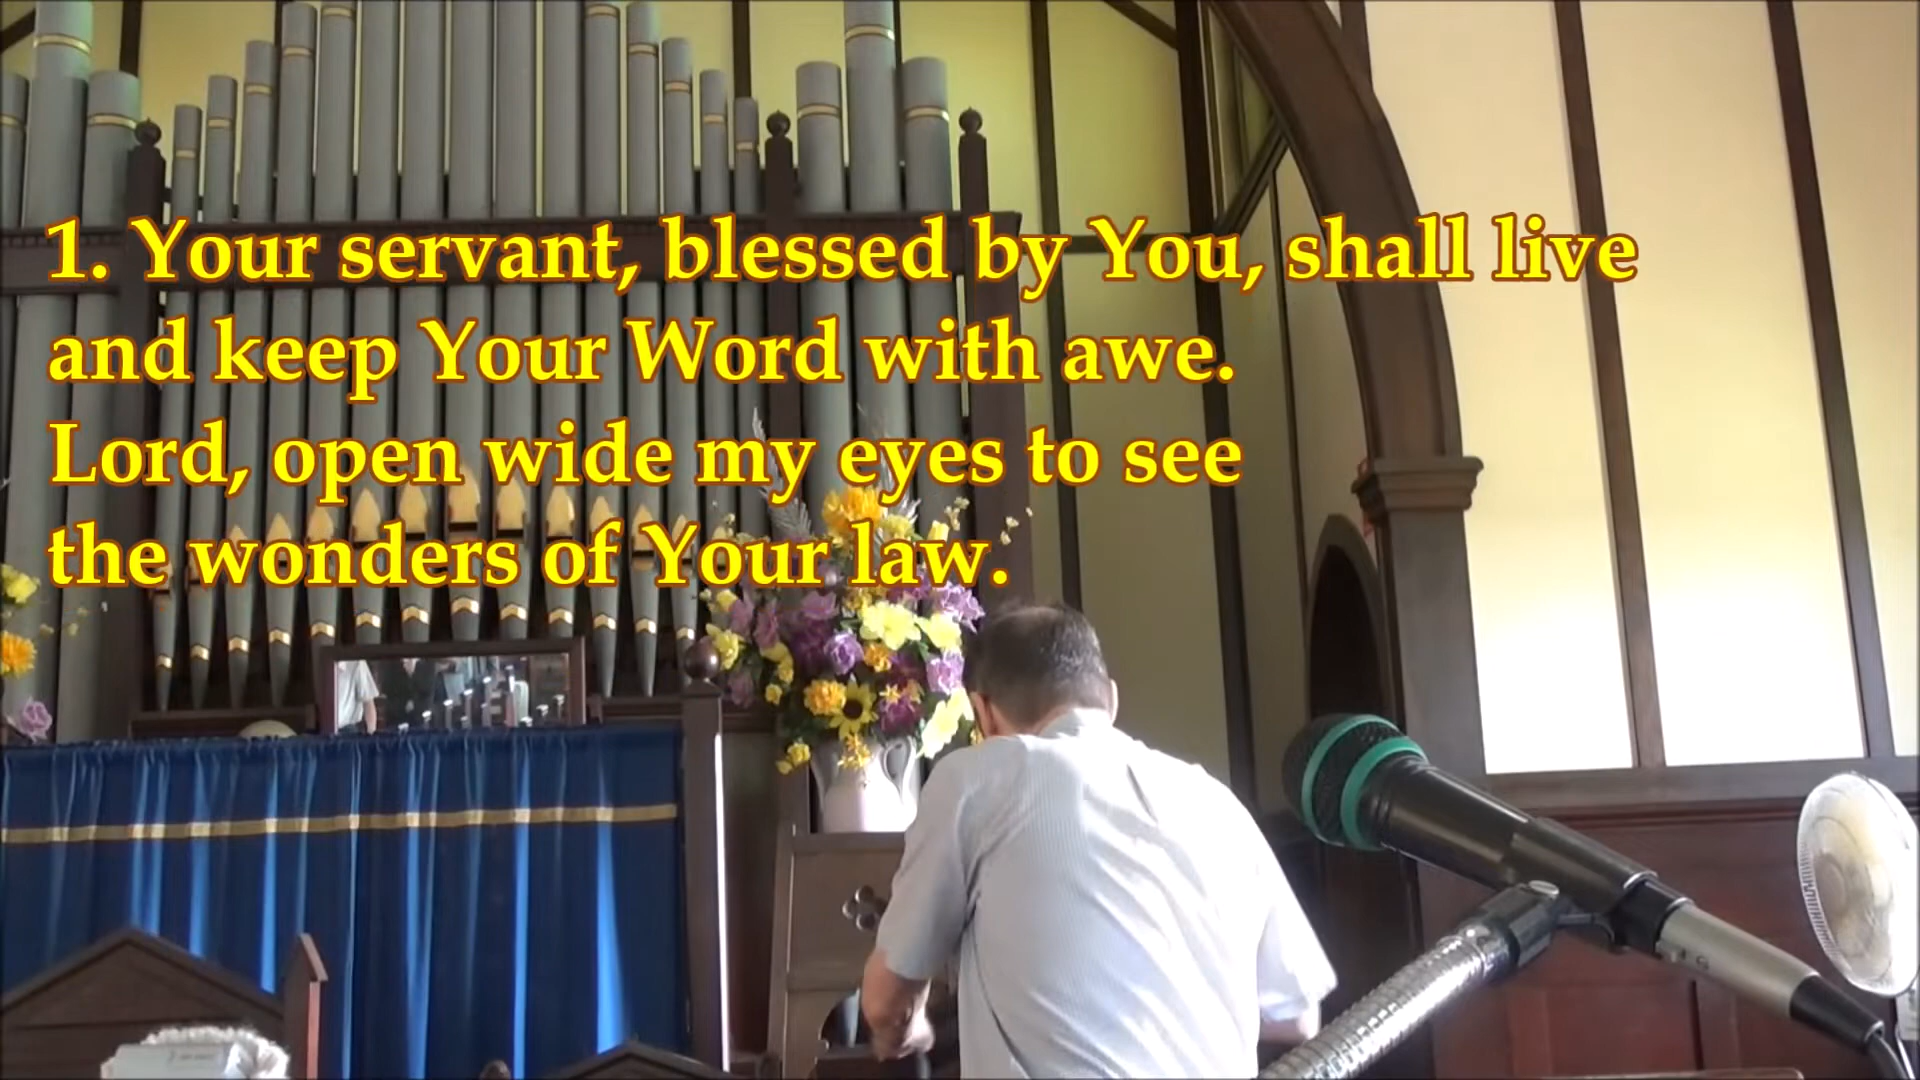 1. Your servant, blessed by You, shall live
and keep Your Word with awe.
Lord, open wide my eyes to see
the wonders of Your law.